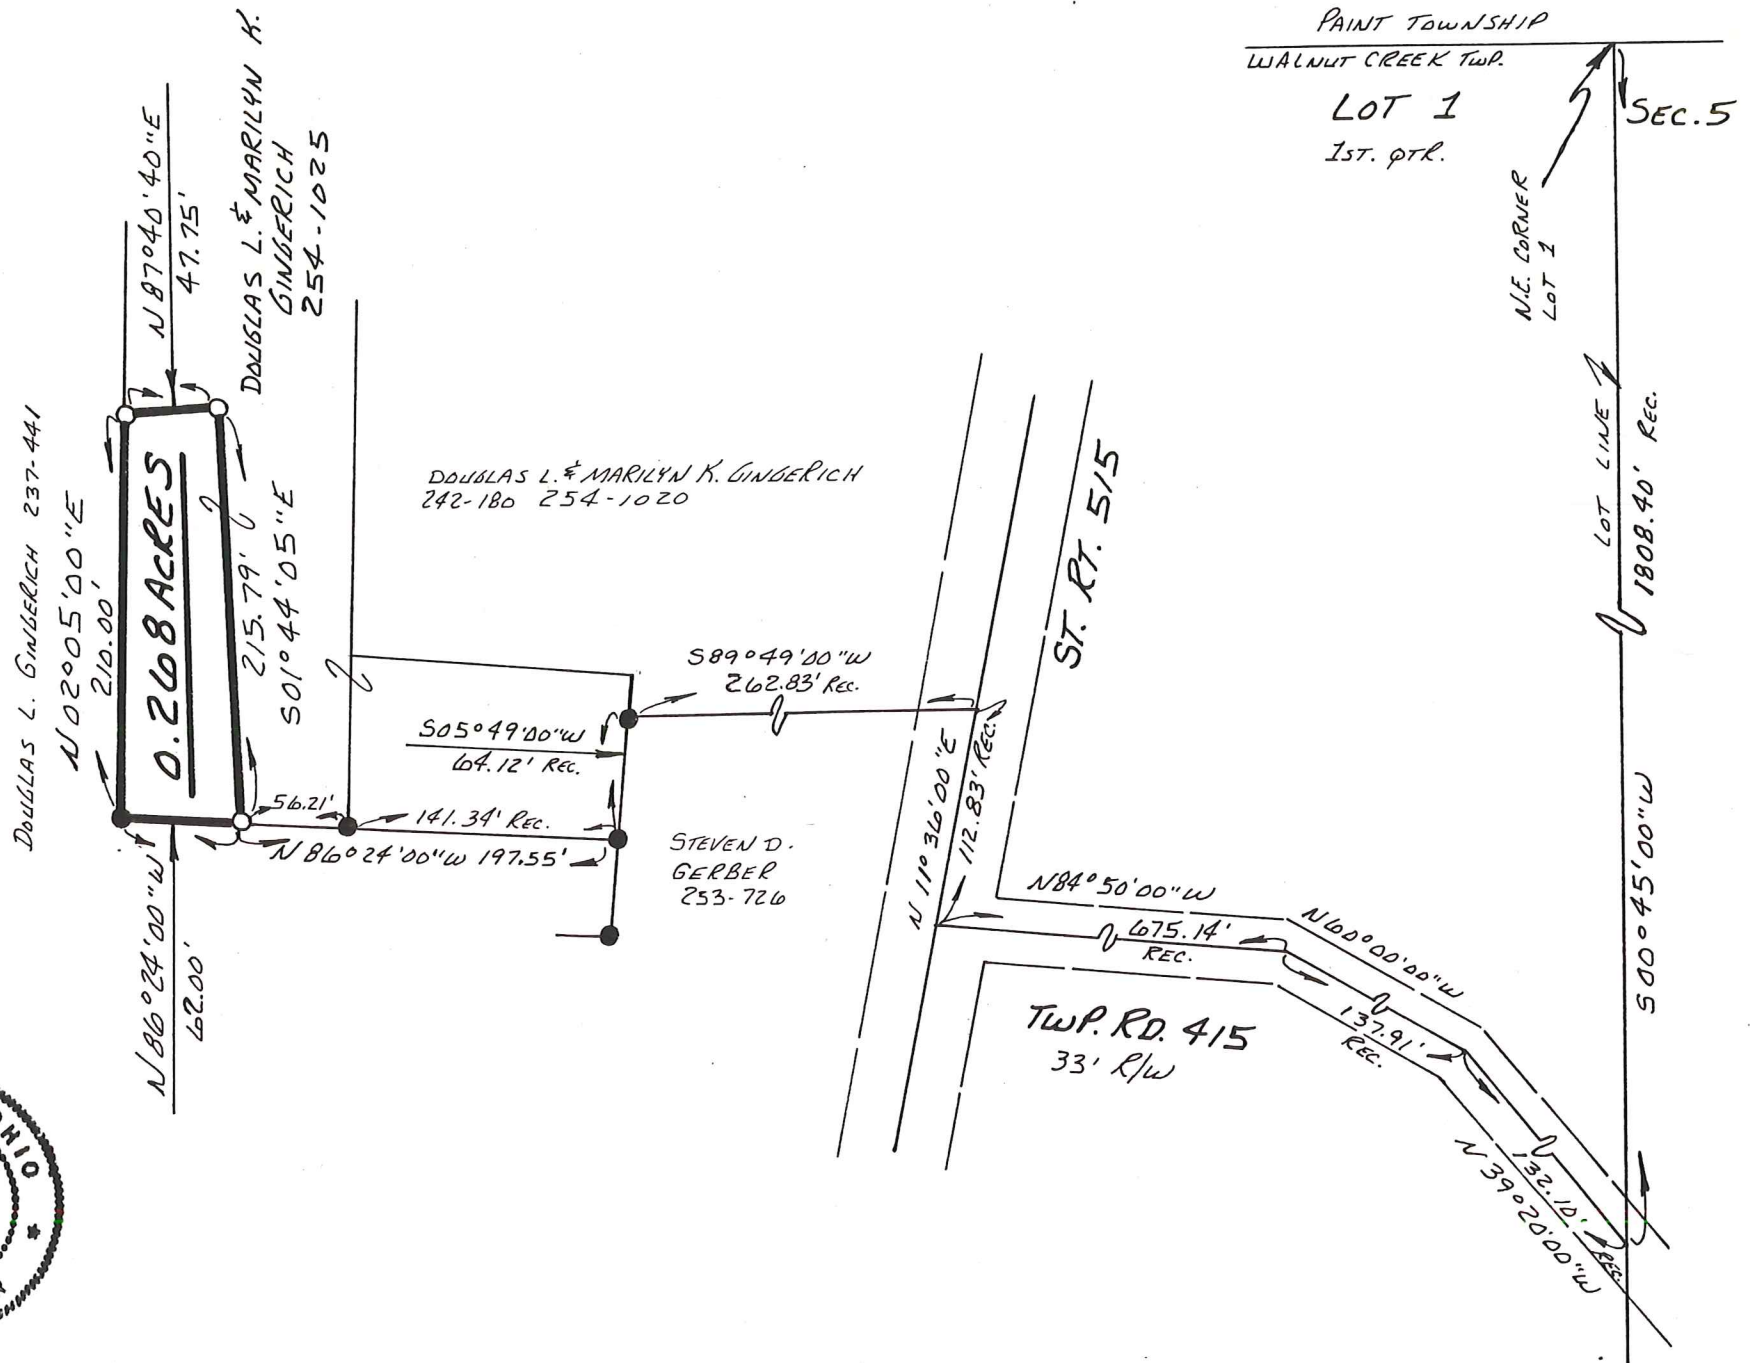 PAINT TOWNSHIP
WALNUT CREEK TWP.
LOT 1
1ST. QTR.
SEC. 5
N.E. CORNER
LOT 1
LOT LINE
1808.40' REC.
S00°45'00"W
N87°40'40"E
47.75'
DOUGLAS L. & MARILYN K.
GINGERICH
254-1025
DOUGLAS L. GINGERICH 237-441
N02°05'00"E
210.00'
0.268 ACRES
215.79'
S01°44'05"E
DOUGLAS L. & MARILYN K. GINGERICH
242-180 254-1020
ST. RT. 515
S89°49'00"W
262.83' REC.
S05°49'00"W
64.12' REC.
56.21'
141.34' REC.
N86°24'00"W 197.55'
STEVEN D.
GERBER
253-726
N86°24'00"W
62.00'
N 11°36'00"E
112.83' REC.
N84°50'00"W
675.14'
REC.
N60°00'00"W
137.91'
REC.
TWP. RD. 415
33' R/W
132.10' REC.
N39°20'00"W